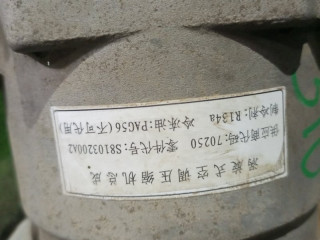 涡旋式空调压缩机总成
供应商代码:70250 零件代号:S8103200A2
制冷剂:R134a 冷冻油:PAG56(不可代用)